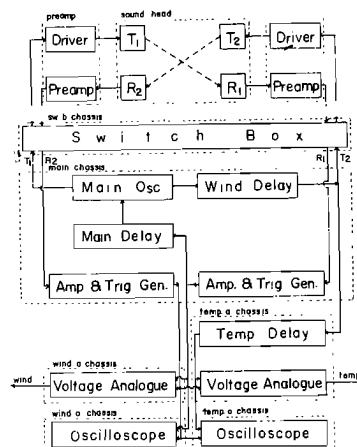 preamp sound head
Driver T₁ T₂ Driver
Preamp R₂ R₁ Preamp
sw b chassis
Switch Box
T₁ R₂ R₁ T₂
main chassis
Main Osc Wind Delay
Main Delay
Amp & Trig Gen. Amp. & Trig Gen.
temp a chassis
Temp Delay
wind a chassis
wind Voltage Analogue Voltage Analogue temp
wind a chassis temp a chassis
Oscilloscope Oscilloscope